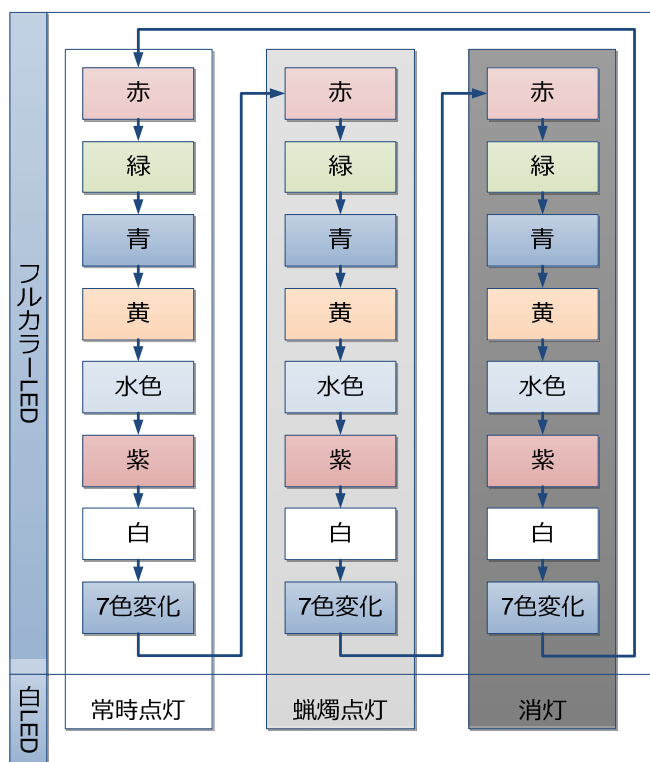 フルカラーLED
赤
緑
青
黄
水色
紫
白
7色変化
赤
緑
青
黄
水色
紫
白
7色変化
赤
緑
青
黄
水色
紫
白
7色変化
白LED
常時点灯
蝋燭点灯
消灯